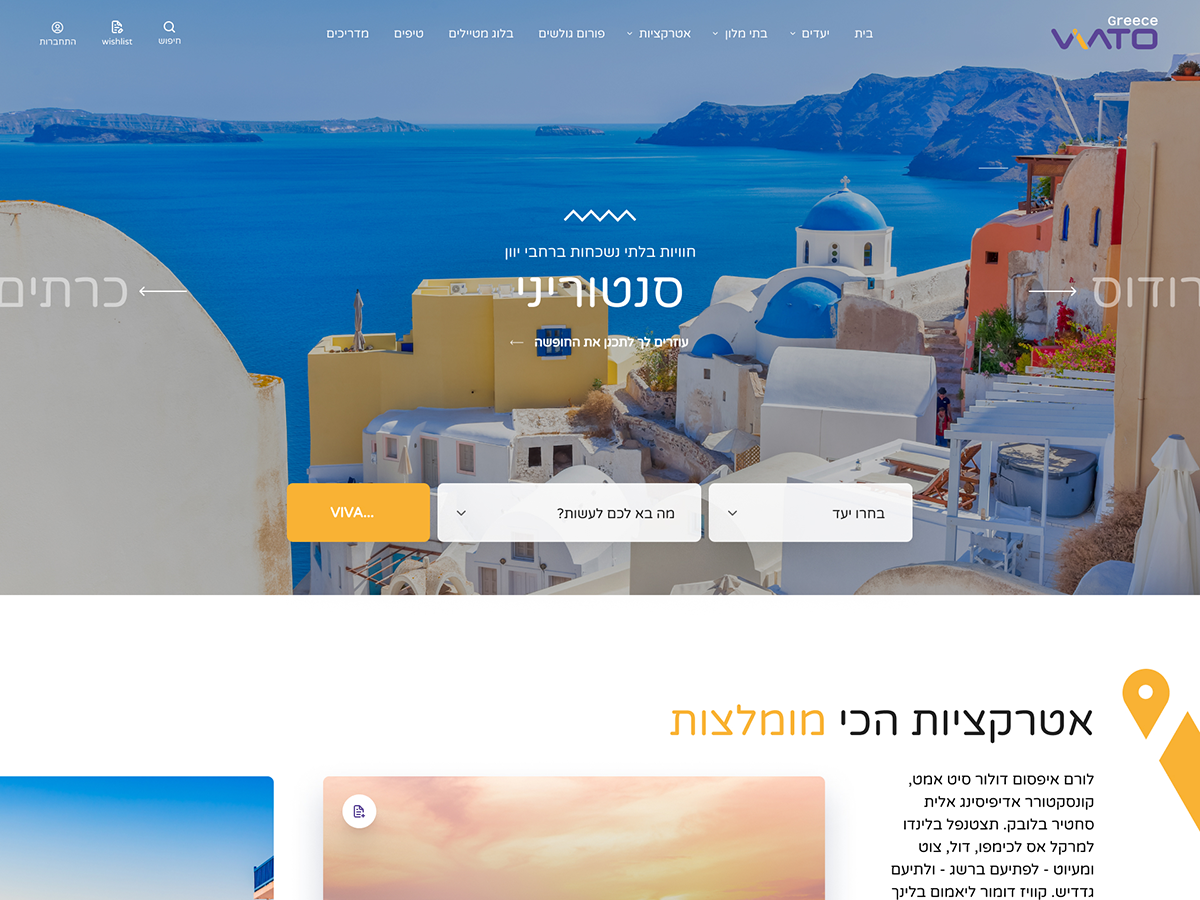 Greece
VIATO
בית
יעדים
בתי מלון
אטרקציות
פורום גולשים
בלוג מטיילים
טיפים
מדריכים
חיפוש
wishlist
התחברות
חוויות בלתי נשכחות ברחבי יוון
רודוס
סנטוריני
כרתים
עוזרים לך לתכנן את החופשה
בחרו יעד
מה בא לכם לעשות?
VIVA...
אטרקציות הכי מומלצות
לורם איפסום דולור סיט אמט,
קונסקטורר אדיפיסינג אלית
סחטיר בלובק. תצטנפל בלינדו
למרקל אס לכימפו, דול, צוט
ומעיוט - לפתיעם ברשג - ולתיעם
גדדיש. קוויז דומור ליאמום בלינך